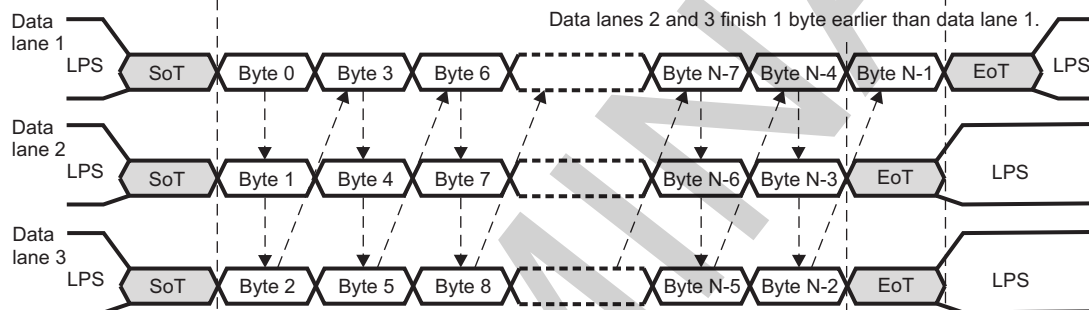 Data lanes 2 and 3 finish 1 byte earlier than data lane 1.
Data
lane 1
LPS SoT Byte 0 Byte 3 Byte 6 Byte N-7 Byte N-4 Byte N-1 EoT LPS
Data
lane 2
LPS SoT Byte 1 Byte 4 Byte 7 Byte N-6 Byte N-3 EoT LPS
Data
lane 3
LPS SoT Byte 2 Byte 5 Byte 8 Byte N-5 Byte N-2 EoT LPS